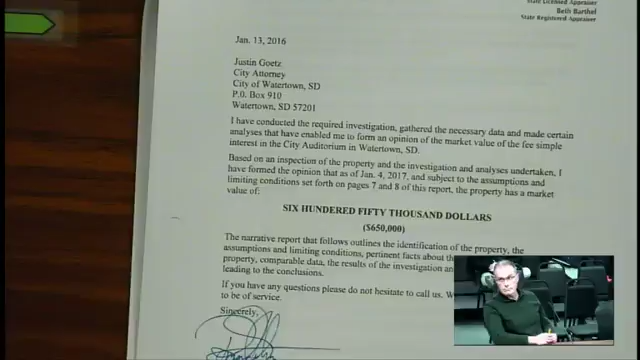 State Licensed Appraiser
Beth Barthel
State Registered Appraiser
Jan. 13, 2016
Justin Goetz
City Attorney
City of Watertown, SD
P.O. Box 910
Watertown, SD 57201
I have conducted the required investigation, gathered the necessary data and made certain
analyses that have enabled me to form an opinion of the market value of the fee simple
interest in the City Auditorium in Watertown, SD.
Based on an inspection of the property and the investigation and analyses undertaken, I
have formed the opinion that as of Jan. 4, 2017, and subject to the assumptions and
limiting conditions set forth on pages 7 and 8 of this report, the property has a market
value of:
SIX HUNDRED FIFTY THOUSAND DOLLARS
($650,000)
The narrative report that follows outlines the identification of the property, the
assumptions and limiting conditions, pertinent facts about
property, comparable data, the results of the investigation
leading to the conclusions.
If you have any questions please do not hesitate to call us.
to be of service.
Sincerely,